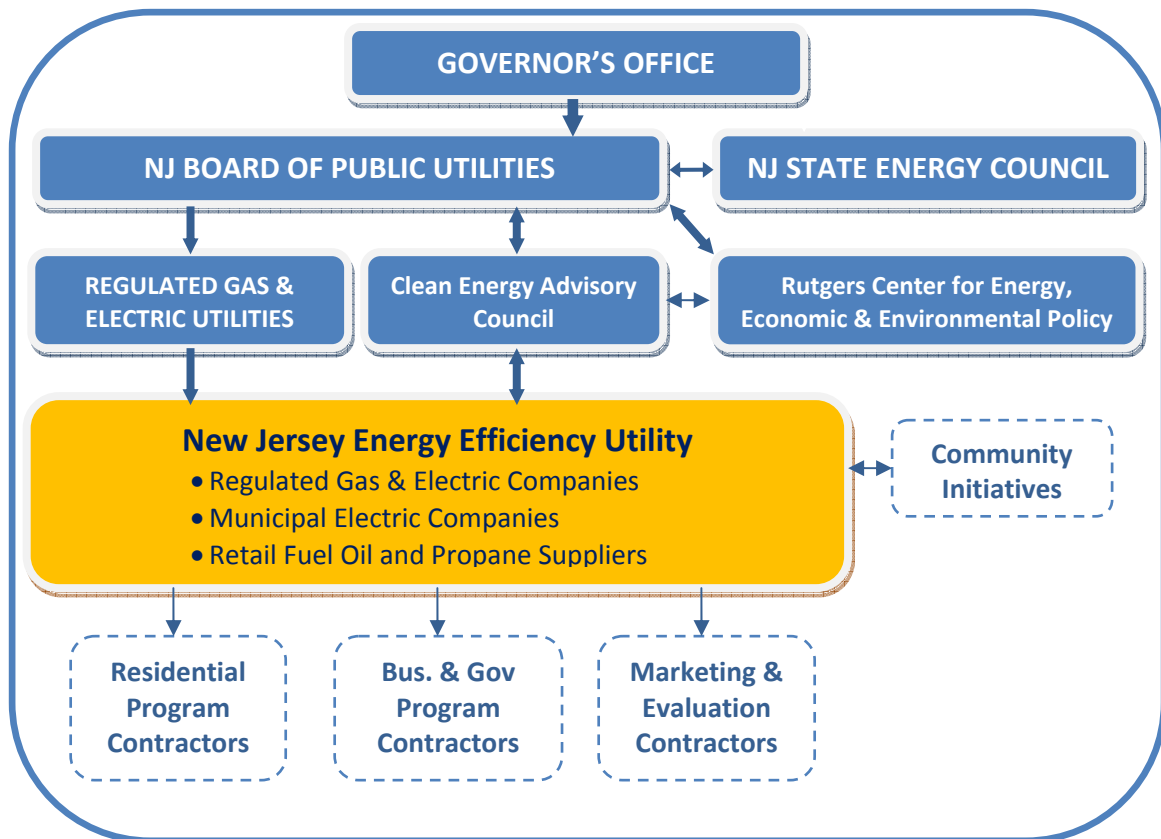 GOVERNOR’S OFFICE
NJ BOARD OF PUBLIC UTILITIES
NJ STATE ENERGY COUNCIL
REGULATED GAS &
ELECTRIC UTILITIES
Clean Energy Advisory
Council
Rutgers Center for Energy,
Economic & Environmental Policy
New Jersey Energy Efficiency Utility
• Regulated Gas & Electric Companies
• Municipal Electric Companies
• Retail Fuel Oil and Propane Suppliers
Community
Initiatives
Residential
Program
Contractors
Bus. & Gov
Program
Contractors
Marketing &
Evaluation
Contractors